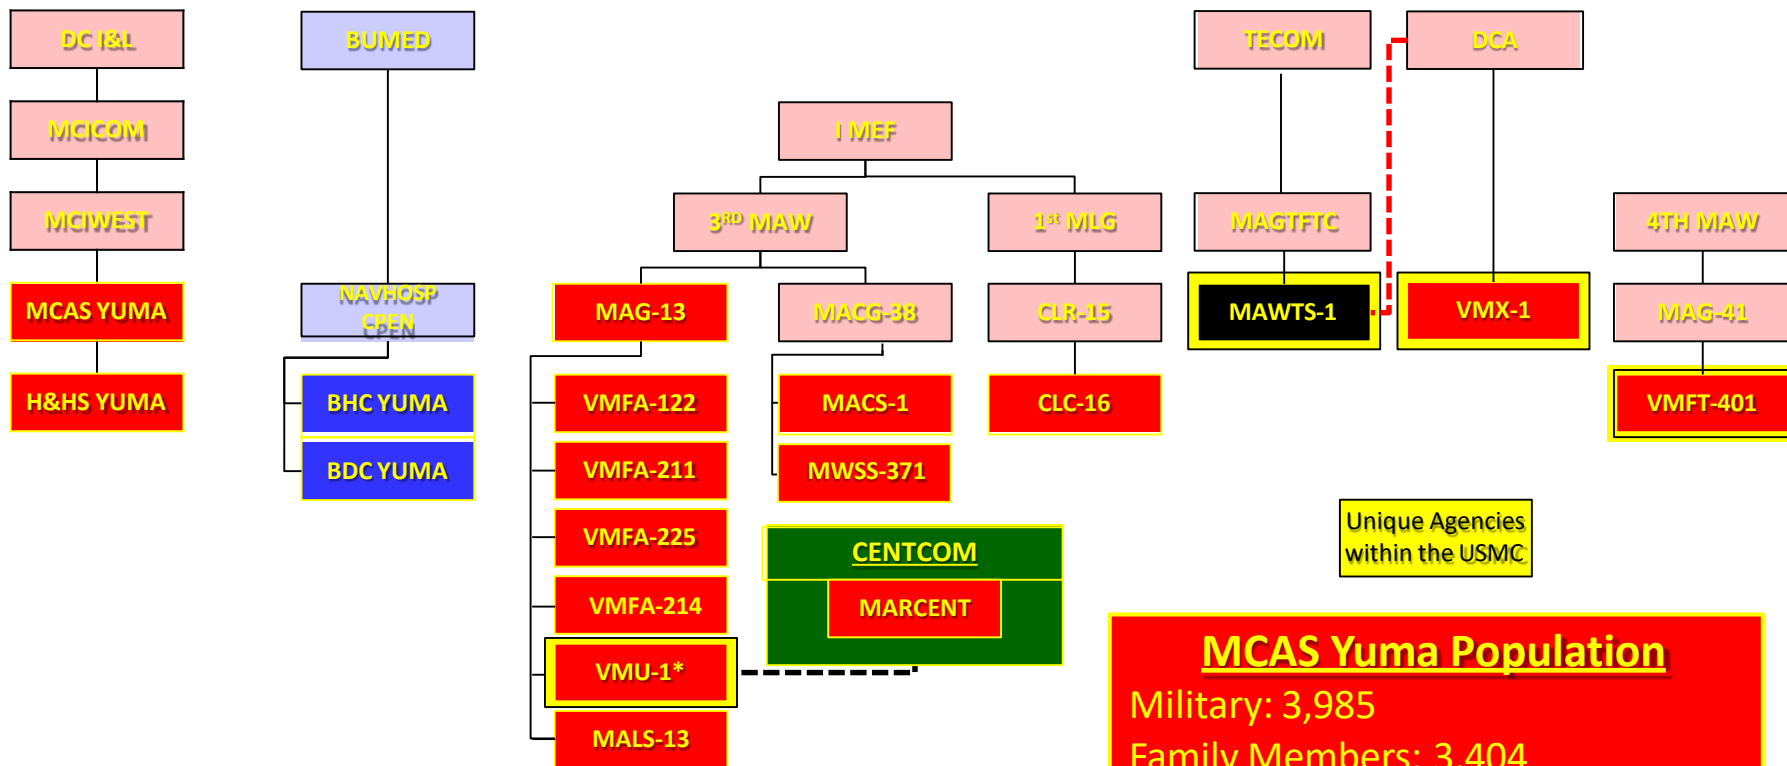 DC I&L
BUMED
TECOM
DCA
MCICOM
I MEF
MCIWEST
3RD MAW
1st MLG
MAGTFTC
4TH MAW
MCAS YUMA
NAVHOSP
CPEN
MAG-13
MACG-38
CLR-15
MAWTS-1
VMX-1
MAG-41
H&HS YUMA
BHC YUMA
VMFA-122
MACS-1
CLC-16
VMFT-401
BDC YUMA
VMFA-211
MWSS-371
VMFA-225
CENTCOM
Unique Agencies
within the USMC
VMFA-214
MARCENT
VMU-1*
MALS-13
MCAS Yuma Population
Military: 3,985
Family Members: 3,404